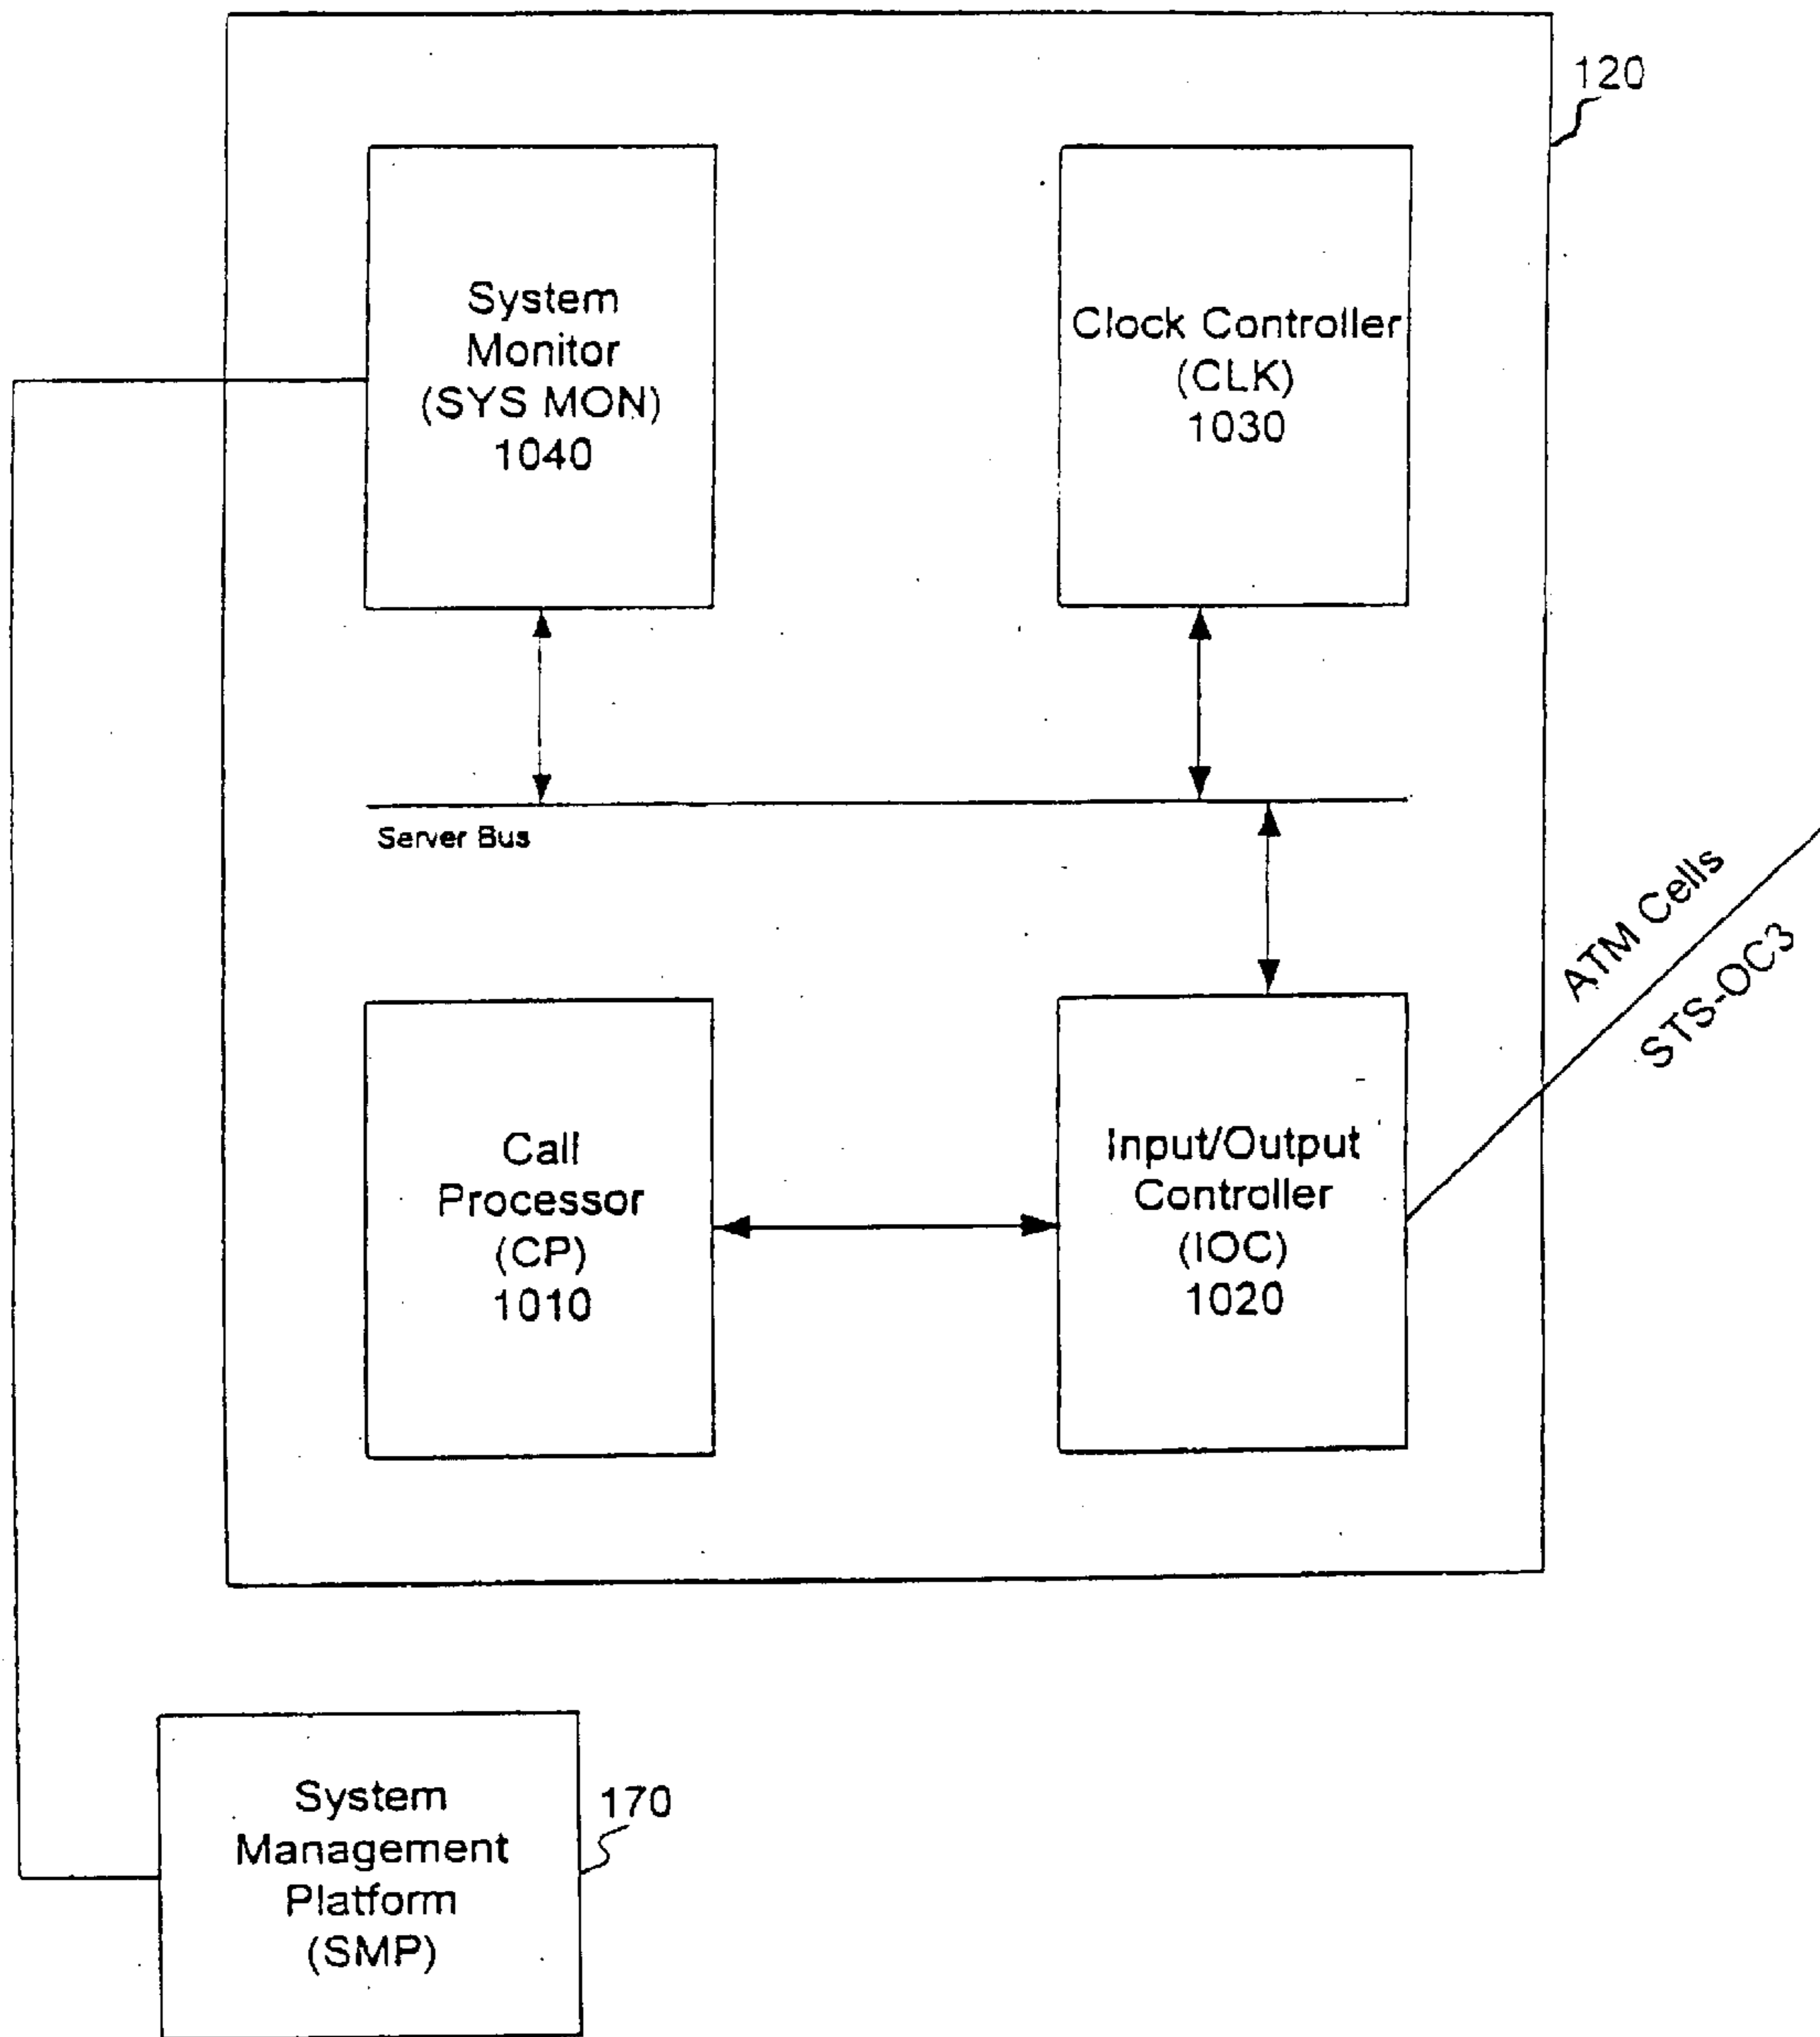 120
System
Monitor
(SYS MON)
1040
Clock Controller
(CLK)
1030
Server Bus
ATM Cells
STS-OC3
Call
Processor
(CP)
1010
Input/Output
Controller
(IOC)
1020
System
Management
Platform
(SMP)
170